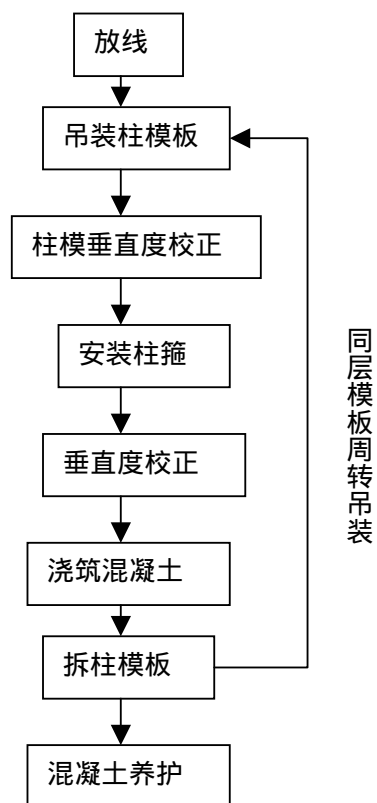 放线
吊装柱模板
柱模垂直度校正
安装柱箍
垂直度校正
浇筑混凝土
拆柱模板
混凝土养护
同层模板周转吊装